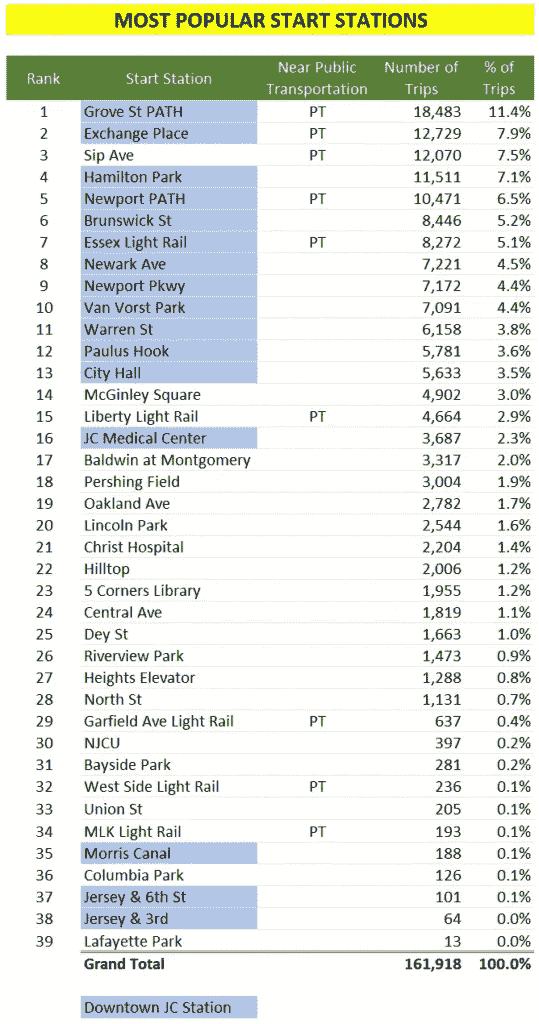 MOST POPULAR START STATIONS
Rank Start Station Near Public Transportation Number of Trips % of Trips
1 Grove St PATH PT 18,483 11.4%
2 Exchange Place PT 12,729 7.9%
3 Sip Ave PT 12,070 7.5%
4 Hamilton Park 11,511 7.1%
5 Newport PATH PT 10,471 6.5%
6 Brunswick St 8,446 5.2%
7 Essex Light Rail PT 8,272 5.1%
8 Newark Ave 7,221 4.5%
9 Newport Pkwy 7,172 4.4%
10 Van Vorst Park 7,091 4.4%
11 Warren St 6,158 3.8%
12 Paulus Hook 5,781 3.6%
13 City Hall 5,633 3.5%
14 McGinley Square 4,902 3.0%
15 Liberty Light Rail PT 4,664 2.9%
16 JC Medical Center 3,687 2.3%
17 Baldwin at Montgomery 3,317 2.0%
18 Pershing Field 3,004 1.9%
19 Oakland Ave 2,782 1.7%
20 Lincoln Park 2,544 1.6%
21 Christ Hospital 2,204 1.4%
22 Hilltop 2,006 1.2%
23 5 Corners Library 1,955 1.2%
24 Central Ave 1,819 1.1%
25 Dey St 1,663 1.0%
26 Riverview Park 1,473 0.9%
27 Heights Elevator 1,288 0.8%
28 North St 1,131 0.7%
29 Garfield Ave Light Rail PT 637 0.4%
30 NJCU 397 0.2%
31 Bayside Park 281 0.2%
32 West Side Light Rail PT 236 0.1%
33 Union St 205 0.1%
34 MLK Light Rail PT 193 0.1%
35 Morris Canal 188 0.1%
36 Columbia Park 126 0.1%
37 Jersey & 6th St 101 0.1%
38 Jersey & 3rd 64 0.0%
39 Lafayette Park 13 0.0%
Grand Total 161,918 100.0%
Downtown JC Station